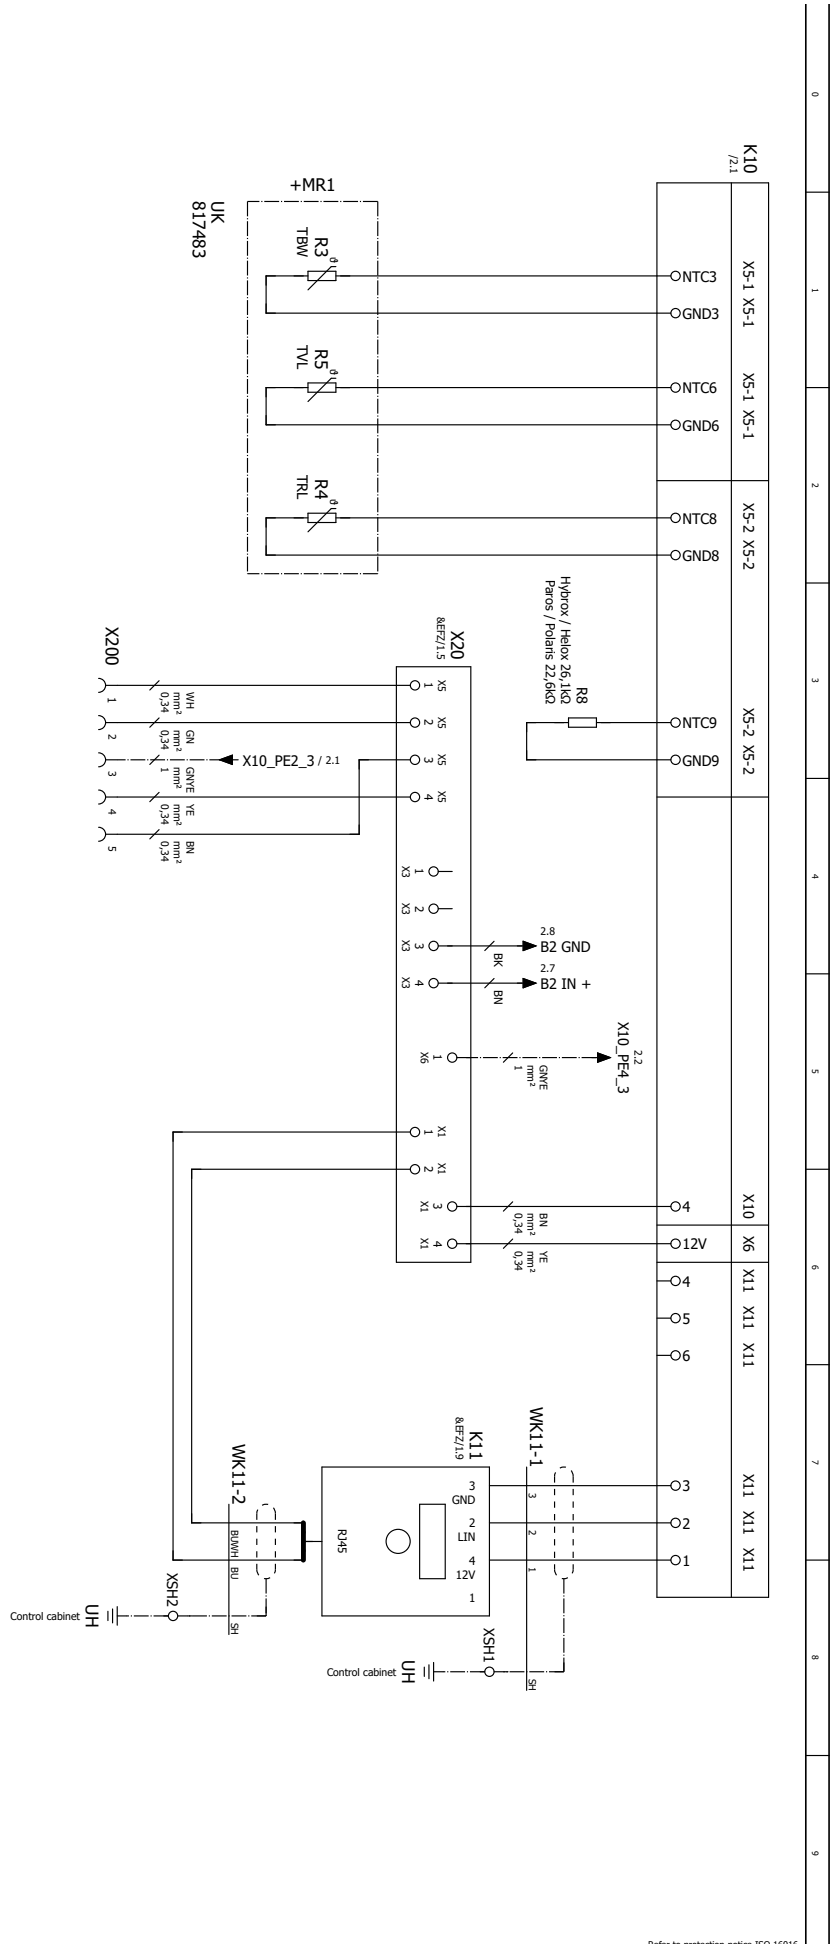 0
1
2
3
4
5
6
7
8
9
K10
/2.1
X5-1 X5-1
X5-1 X5-1
X5-2 X5-2
X5-2 X5-2
X10
X6
X11
X11
X11
X11
X11
X11
NTC3
GND3
NTC6
GND6
NTC8
GND8
NTC9
GND9
4
12V
4
5
6
3
2
1
+MR1
UK
817483
R3
TBW
ϑ
R5
TVL
ϑ
R4
TRL
ϑ
R8
Hybrox / Helox 26,1kΩ
Paros / Polaris 22,6kΩ
X20
&EFZ/1.5
1 X5
2 X5
3 X5
4 X5
X3 1
X3 2
X3 3
X3 4
X6 1
1 X1
2 X1
X1 3
X1 4
2.8
B2 GND
BK
2.7
B2 IN +
BN
2.2
X10_PE4_3
GNYE
1
mm²
BN
0,34
mm²
YE
0,34
mm²
X200
1
2
3
4
5
WH
0,34
mm²
GN
0,34
mm²
GNYE
1
mm²
YE
0,34
mm²
BN
0,34
mm²
X10_PE2_3 / 2.1
WK11-1
3
2
1
SH
K11
&EFZ/1.9
3
GND
2
LIN
4
12V
1
RJ45
XSH1
Control cabinet UH
WK11-2
BUWH
BU
SH
XSH2
Control cabinet UH